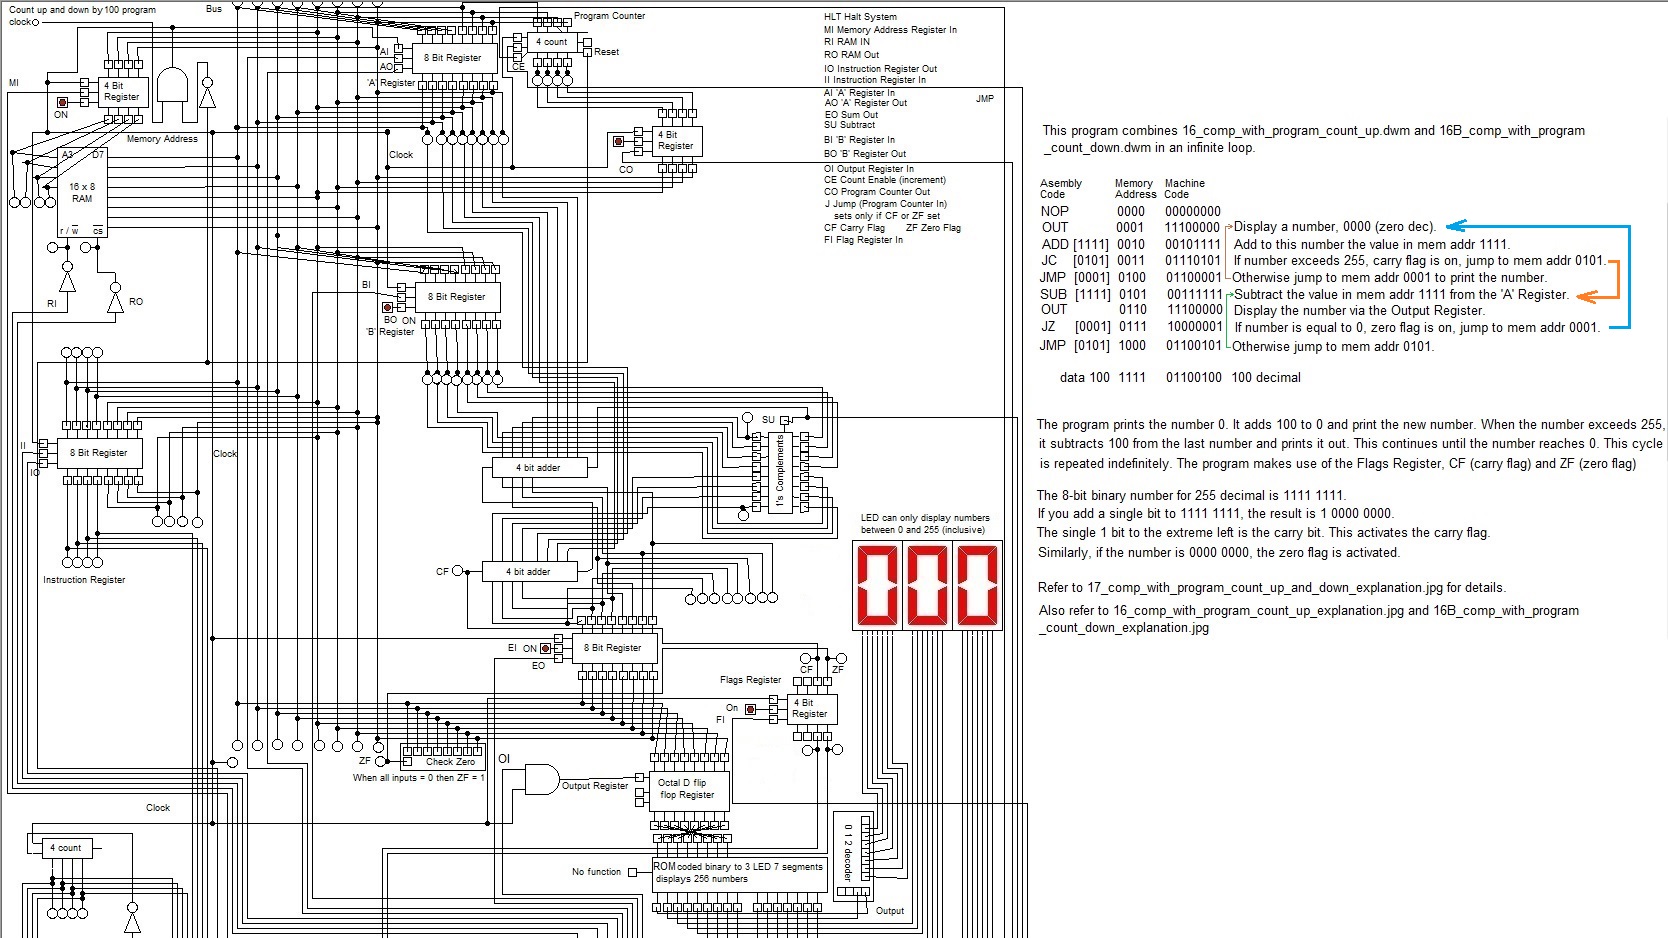 Count up and down by100 program
clock
Bus
Program Counter
4 count
Reset
CE
AI
AO
8 Bit Register
'A' Register
MI
4 Bit
Register
ON
Memory Address
Clock
4 Bit
Register
CO
A3 D7
16 x 8
RAM
r / w cs
RI
RO
BI
8 Bit Register
BO ON
'B' Register
HLT Halt System
MI Memory Address Register In
RI RAM IN
RO RAM Out
IO Instruction Register Out
II Instruction Register In
AI 'A' Register In
AO 'A' Register Out
EO Sum Out
SU Subtract
BI 'B' Register In
BO 'B' Register Out
OI Output Register In
CE Count Enable (increment)
CO Program Counter Out
J Jump (Program Counter In)
sets only if CF or ZF set
CF Carry Flag ZF Zero Flag
FI Flag Register In
JMP
This program combines 16_comp_with_program_count_up.dwm and 16B_comp_with_program
_count_down.dwm in an infinite loop.
Asembly Memory Machine
Code Address Code
NOP 0000 00000000
OUT 0001 11100000 Display a number, 0000 (zero dec).
ADD [1111] 0010 00101111 Add to this number the value in mem addr 1111.
JC [0101] 0011 01110101 If number exceeds 255, carry flag is on, jump to mem addr 0101.
JMP [0001] 0100 01100001 Otherwise jump to mem addr 0001 to print the number.
SUB [1111] 0101 00111111 Subtract the value in mem addr 1111 from the 'A' Register.
OUT 0110 11100000 Display the number via the Output Register.
JZ [0001] 0111 10000001 If number is equal to 0, zero flag is on, jump to mem addr 0001.
JMP [0101] 1000 01100101 Otherwise jump to mem addr 0101.
data 100 1111 01100100 100 decimal
The program prints the number 0. It adds 100 to 0 and print the new number. When the number exceeds 255,
it subtracts 100 from the last number and prints it out. This continues until the number reaches 0. This cycle
is repeated indefinitely. The program makes use of the Flags Register, CF (carry flag) and ZF (zero flag)
The 8-bit binary number for 255 decimal is 1111 1111.
If you add a single bit to 1111 1111, the result is 1 0000 0000.
The single 1 bit to the extreme left is the carry bit. This activates the carry flag.
Similarly, if the number is 0000 0000, the zero flag is activated.
Refer to 17_comp_with_program_count_up_and_down_explanation.jpg for details.
Also refer to 16_comp_with_program_count_up_explanation.jpg and 16B_comp_with_program
_count_down_explanation.jpg
II
IO
8 Bit Register
Clock
Instruction Register
SU
1's Complements
4 bit adder
CF
4 bit adder
LED can only display numbers
between 0 and 255 (inclusive)
000
EI ON
EO
8 Bit Register
CF ZF
Flags Register
On
FI
4 Bit
Register
ZF
Check Zero
When all inputs = 0 then ZF = 1
OI
Output Register
Octal D flip
flop Register
Clock
4 count
No function
ROM coded binary to 3 LED 7 segments
displays 256 numbers
0 1 2 decoder
Output